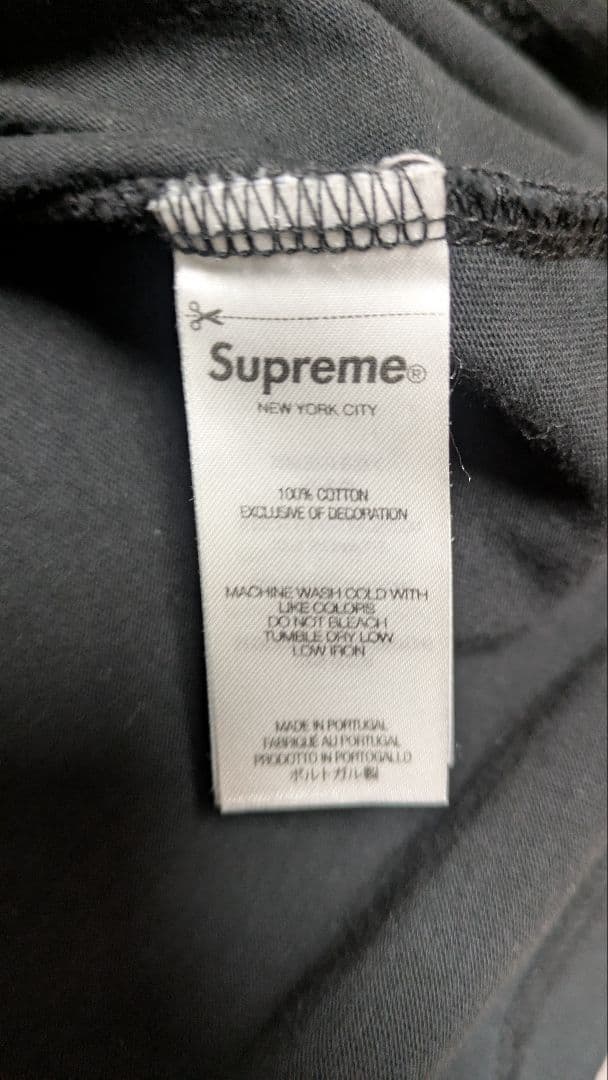 Supreme®
NEW YORK CITY
100% COTTON
EXCLUSIVE OF DECORATION
MACHINE WASH COLD WITH
LIKE COLORS
DO NOT BLEACH
TUMBLE DRY LOW
LOW IRON
MADE IN PORTUGAL
FABRIQUÉ AU PORTUGAL
PRODOTTO IN PORTOGALLO
ポルトガル製